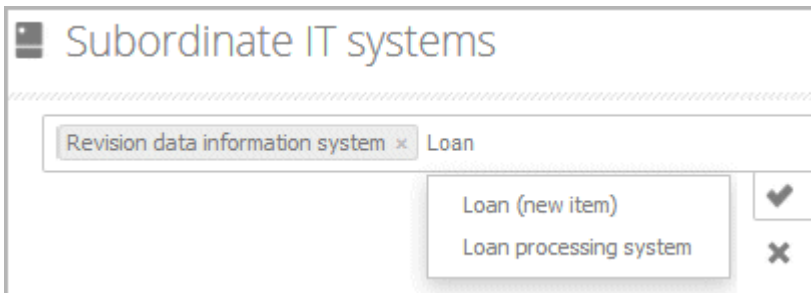 Subordinate IT systems
Revision data information system × Loan
Loan (new item)
Loan processing system